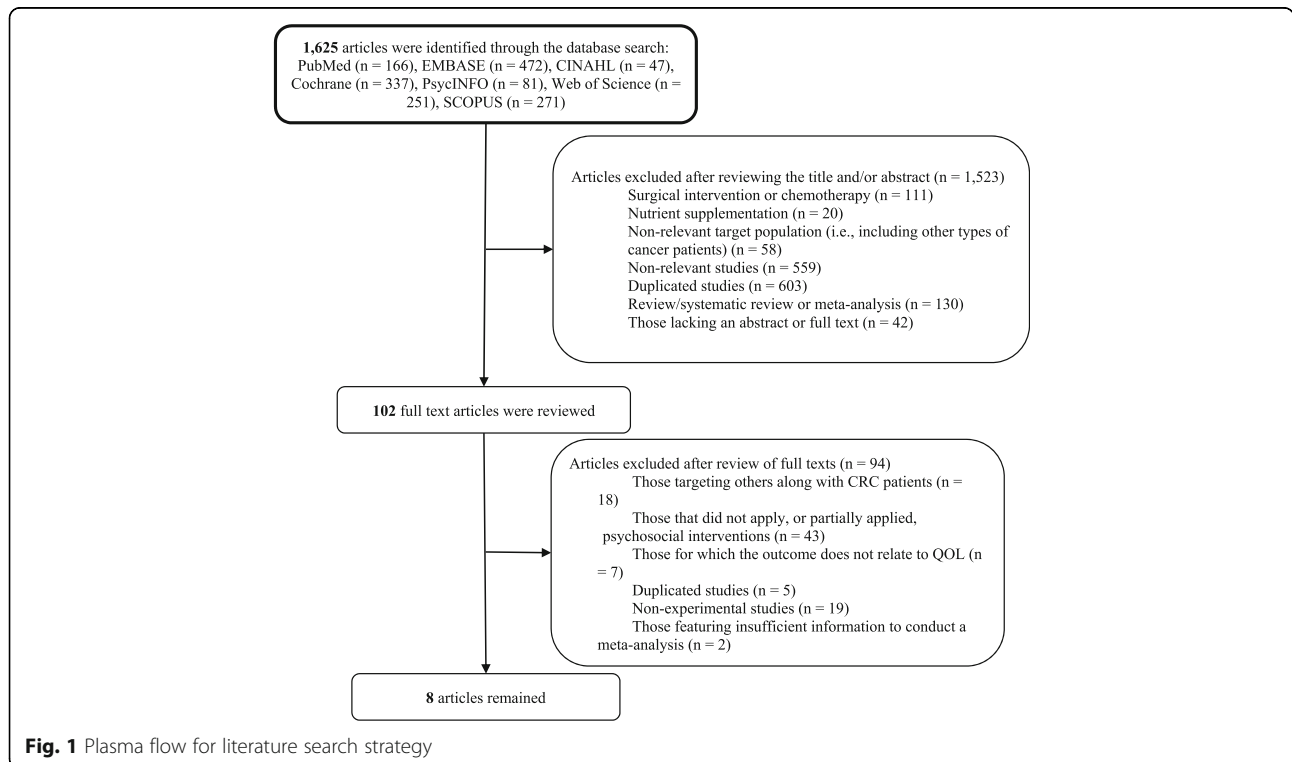 1,625 articles were identified through the database search:
PubMed (n = 166), EMBASE (n = 472), CINAHL (n = 47),
Cochrane (n = 337), PsycINFO (n = 81), Web of Science (n =
251), SCOPUS (n = 271)
Articles excluded after reviewing the title and/or abstract (n = 1,523)
Surgical intervention or chemotherapy (n = 111)
Nutrient supplementation (n = 20)
Non-relevant target population (i.e., including other types of
cancer patients) (n = 58)
Non-relevant studies (n = 559)
Duplicated studies (n = 603)
Review/systematic review or meta-analysis (n = 130)
Those lacking an abstract or full text (n = 42)
102 full text articles were reviewed
Articles excluded after review of full texts (n = 94)
Those targeting others along with CRC patients (n =
18)
Those that did not apply, or partially applied,
psychosocial interventions (n = 43)
Those for which the outcome does not relate to QOL (n
= 7)
Duplicated studies (n = 5)
Non-experimental studies (n = 19)
Those featuring insufficient information to conduct a
meta-analysis (n = 2)
8 articles remained
Fig. 1 Plasma flow for literature search strategy